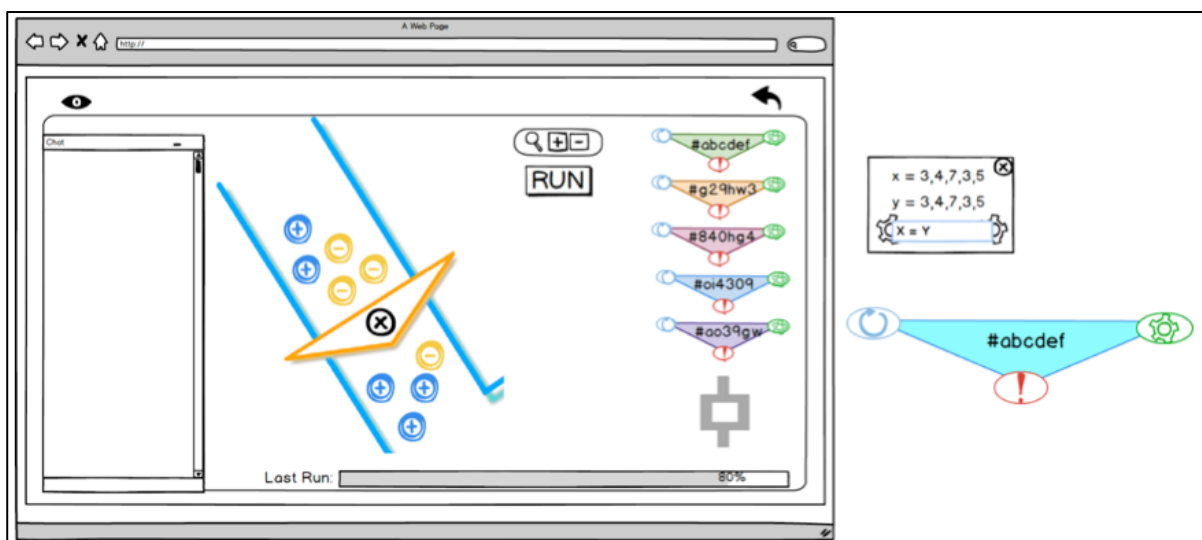 A Web Page
http://
Chat
RUN
#abcdef
#g29hw3
#840hg4
#oi4309
#ao39gw
Last Run:
80%
x = 3,4,7,3,5
y = 3,4,7,3,5
X = Y
#abcdef